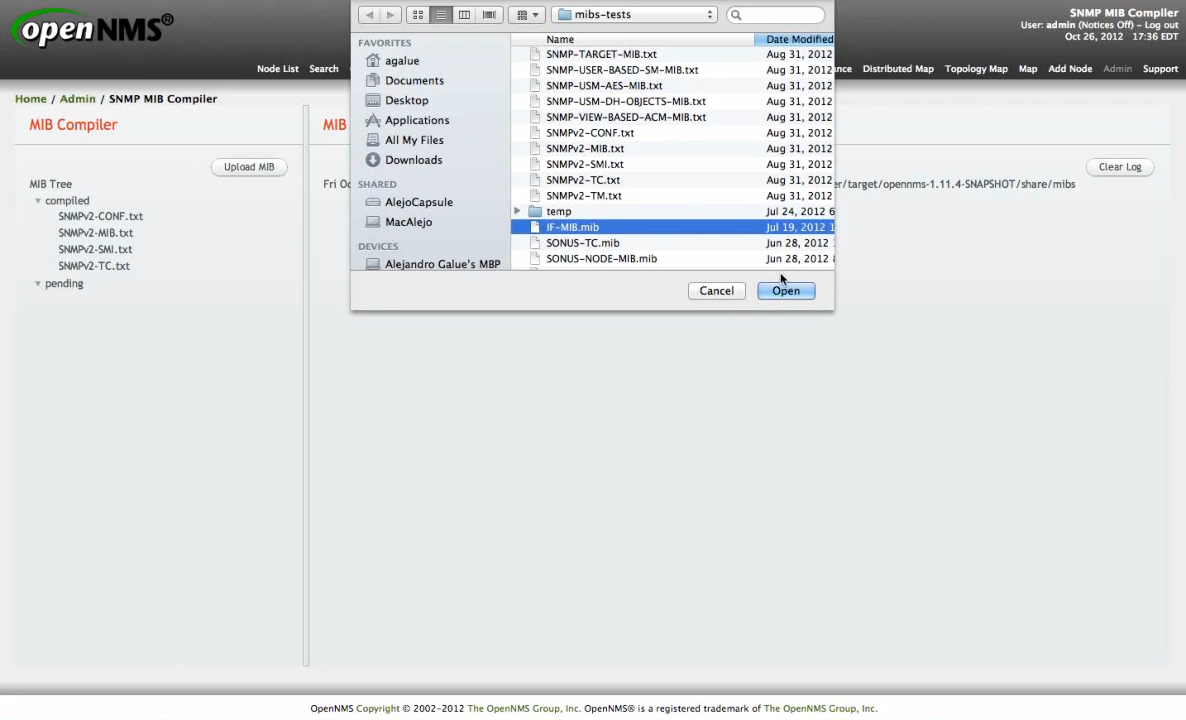 openNMS®
SNMP MIB Compiler
User: admin (Notices Off) - Log out
Oct 26, 2012 17:36 EDT
Node List Search
Distributed Map Topology Map Map Add Node Admin Support
Home / Admin / SNMP MIB Compiler
mibs-tests
FAVORITES
agalue
Documents
Desktop
Applications
All My Files
Downloads
SHARED
AlejoCapsule
MacAlejo
DEVICES
Alejandro Galue's MBP
Name Date Modified
SNMP-TARGET-MIB.txt Aug 31, 2012
SNMP-USER-BASED-SM-MIB.txt Aug 31, 2012
SNMP-USM-AES-MIB.txt Aug 31, 2012
SNMP-USM-DH-OBJECTS-MIB.txt Aug 31, 2012
SNMP-VIEW-BASED-ACM-MIB.txt Aug 31, 2012
SNMPv2-CONF.txt Aug 31, 2012
SNMPv2-MIB.txt Aug 31, 2012
SNMPv2-SMI.txt Aug 31, 2012
SNMPv2-TC.txt Aug 31, 2012
SNMPv2-TM.txt Aug 31, 2012
temp Jul 24, 2012 6
IF-MIB.mib Jul 19, 2012 1
SONUS-TC.mib Jun 28, 2012
SONUS-NODE-MIB.mib Jun 28, 2012 8
Cancel Open
MIB Compiler
Upload MIB
MIB Tree
compiled
SNMPv2-CONF.txt
SNMPv2-MIB.txt
SNMPv2-SMI.txt
SNMPv2-TC.txt
pending
MIB
Clear Log
Fri Oc
er/target/opennms-1.11.4-SNAPSHOT/share/mibs
OpenNMS Copyright © 2002-2012 The OpenNMS Group, Inc. OpenNMS® is a registered trademark of The OpenNMS Group, Inc.